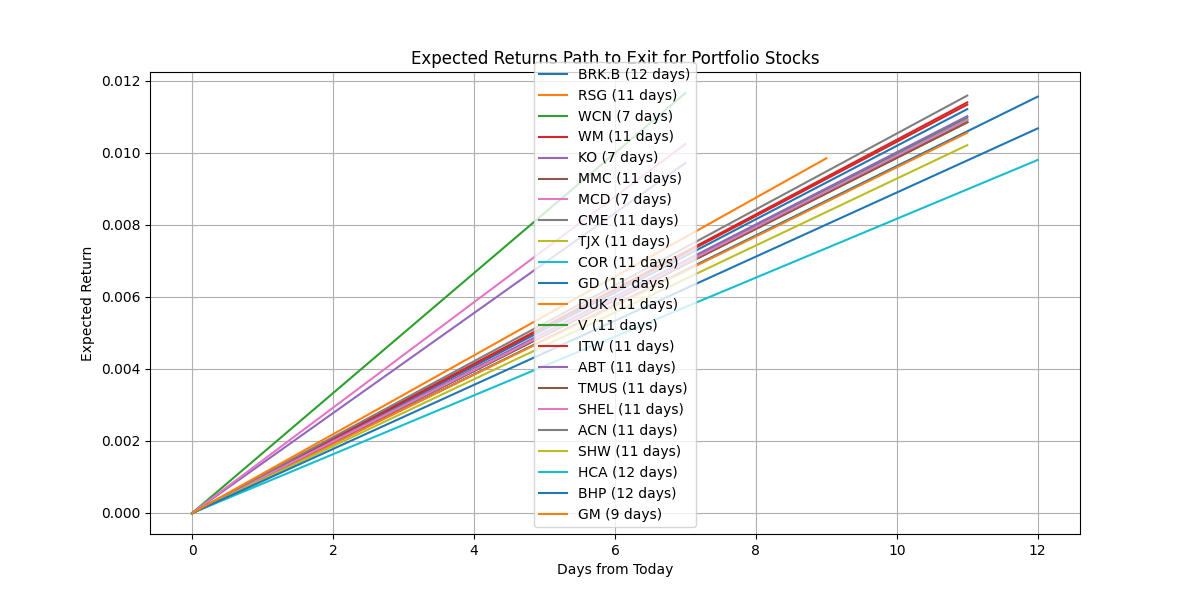 Expected Returns Path to Exit for Portfolio Stocks
Expected Return
0.012
0.010
0.008
0.006
0.004
0.002
0.000
BRK.B (12 days)
RSG (11 days)
WCN (7 days)
WM (11 days)
KO (7 days)
MMC (11 days)
MCD (7 days)
CME (11 days)
TJX (11 days)
COR (11 days)
GD (11 days)
DUK (11 days)
V (11 days)
ITW (11 days)
ABT (11 days)
TMUS (11 days)
SHEL (11 days)
ACN (11 days)
SHW (11 days)
HCA (12 days)
BHP (12 days)
GM (9 days)
0 2 4 6 8 10 12
Days from Today